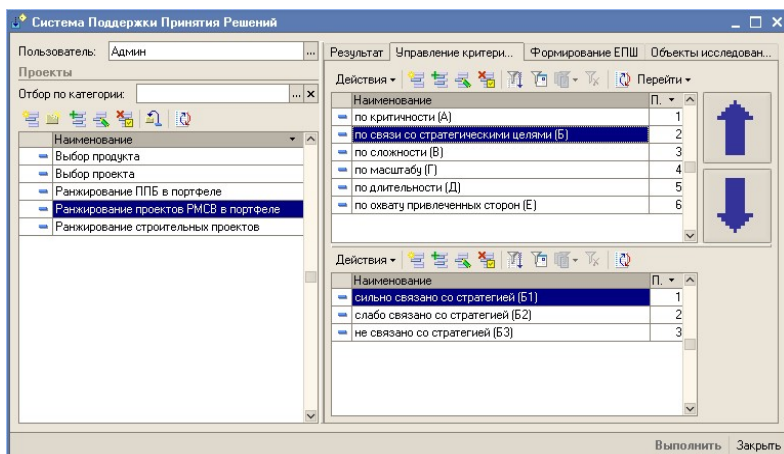 Система Поддержки Принятия Решений
Пользователь: Админ ...
Проекты
Отбор по категории: ... x
Наименование
Выбор продукта
Выбор проекта
Ранжирование ППБ в портфеле
Ранжирование проектов РМСВ в портфеле
Ранжирование строительных проектов
Результат Управление критери... Формирование ЕПШ Объекты исследован...
Действия Перейти
Наименование П.
по критичности (А) 1
по связи со стратегическими целями (Б) 2
по сложности (В) 3
по масштабу (Г) 4
по длительности (Д) 5
по охвату привлеченных сторон (Е) 6
Действия
Наименование П.
сильно связано со стратегией (Б1) 1
слабо связано со стратегией (Б2) 2
не связано со стратегией (Б3) 3
Выполнить Закрыть